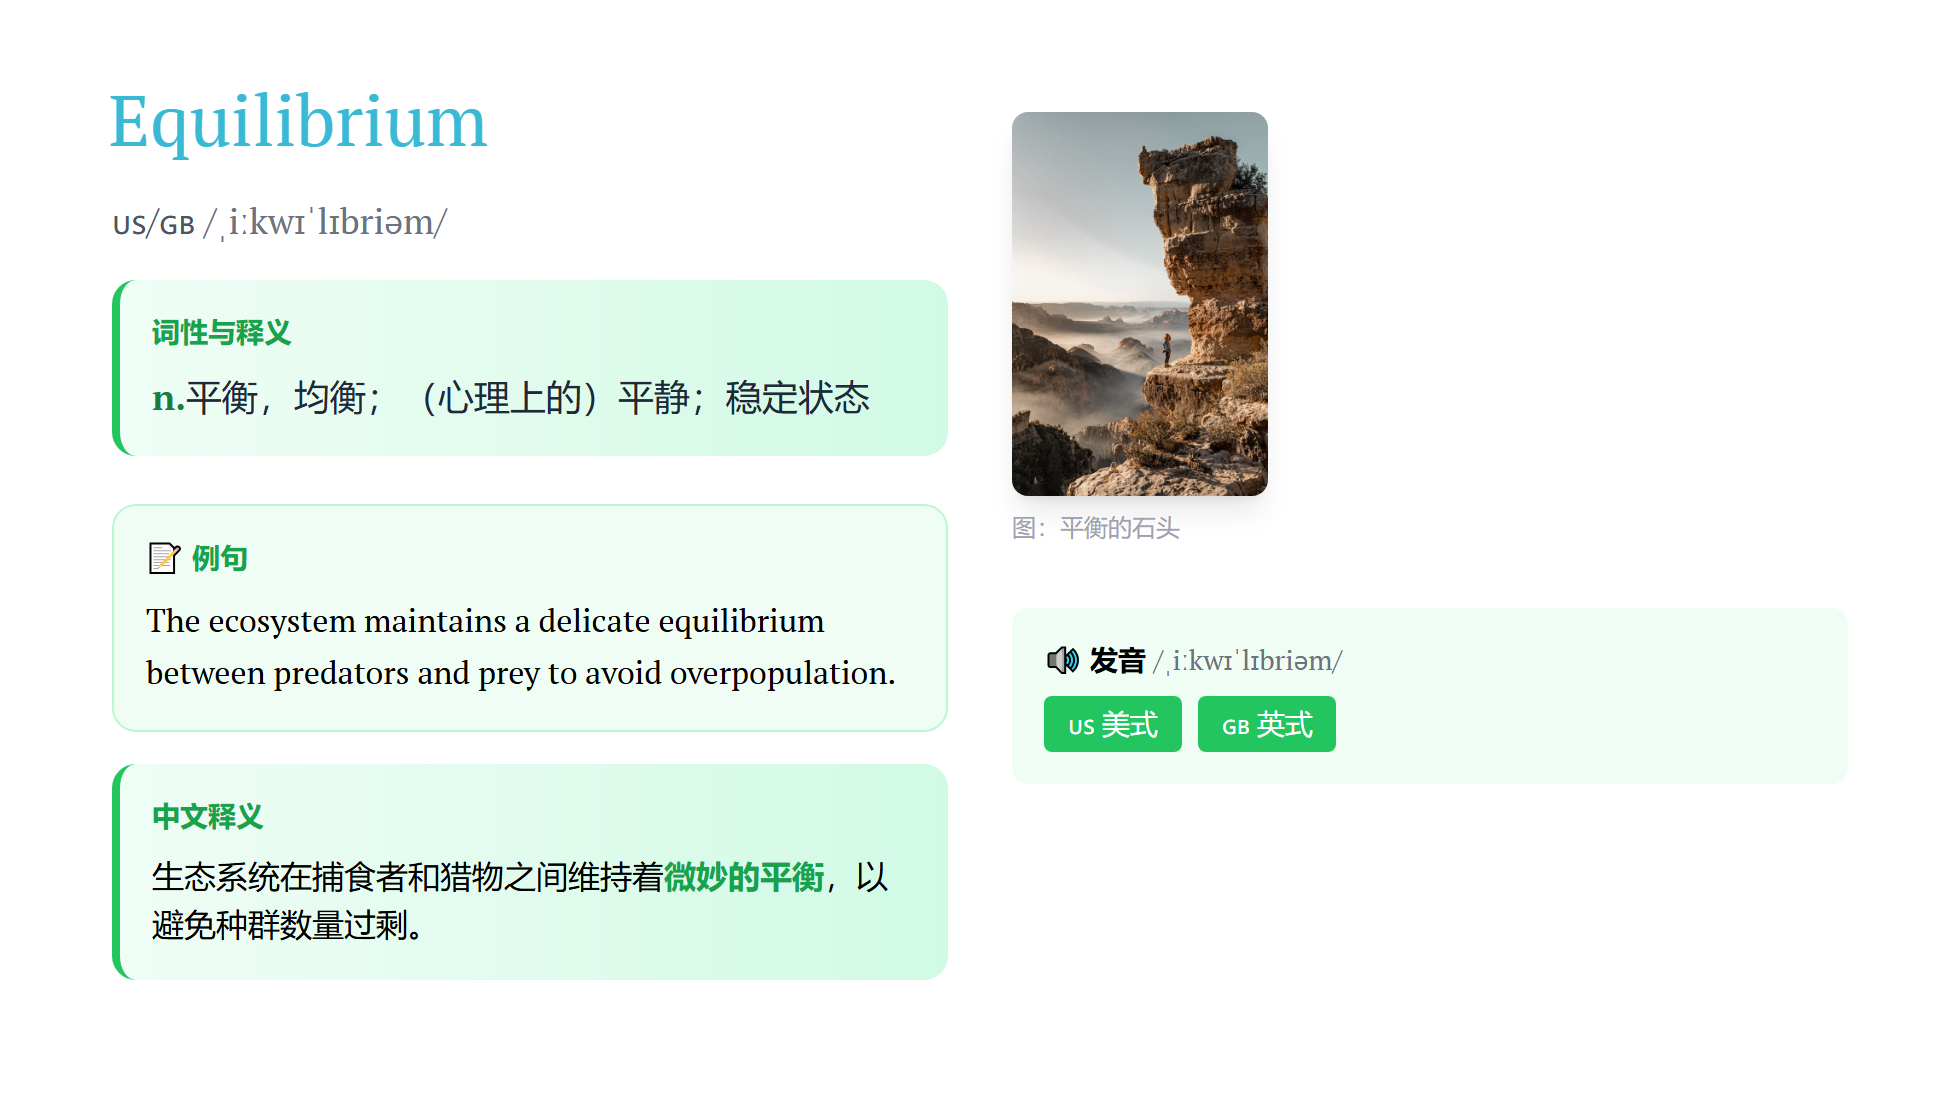 Equilibrium
US/GB /ˌiːkwɪˈlɪbriəm/
词性与释义
n.平衡，均衡；（心理上的）平静；稳定状态
📝 例句
The ecosystem maintains a delicate equilibrium
between predators and prey to avoid overpopulation.
中文释义
生态系统在捕食者和猎物之间维持着微妙的平衡，以
避免种群数量过剩。
图：平衡的石头
🔊 发音 /ˌiːkwɪˈlɪbriəm/
US 美式
GB 英式